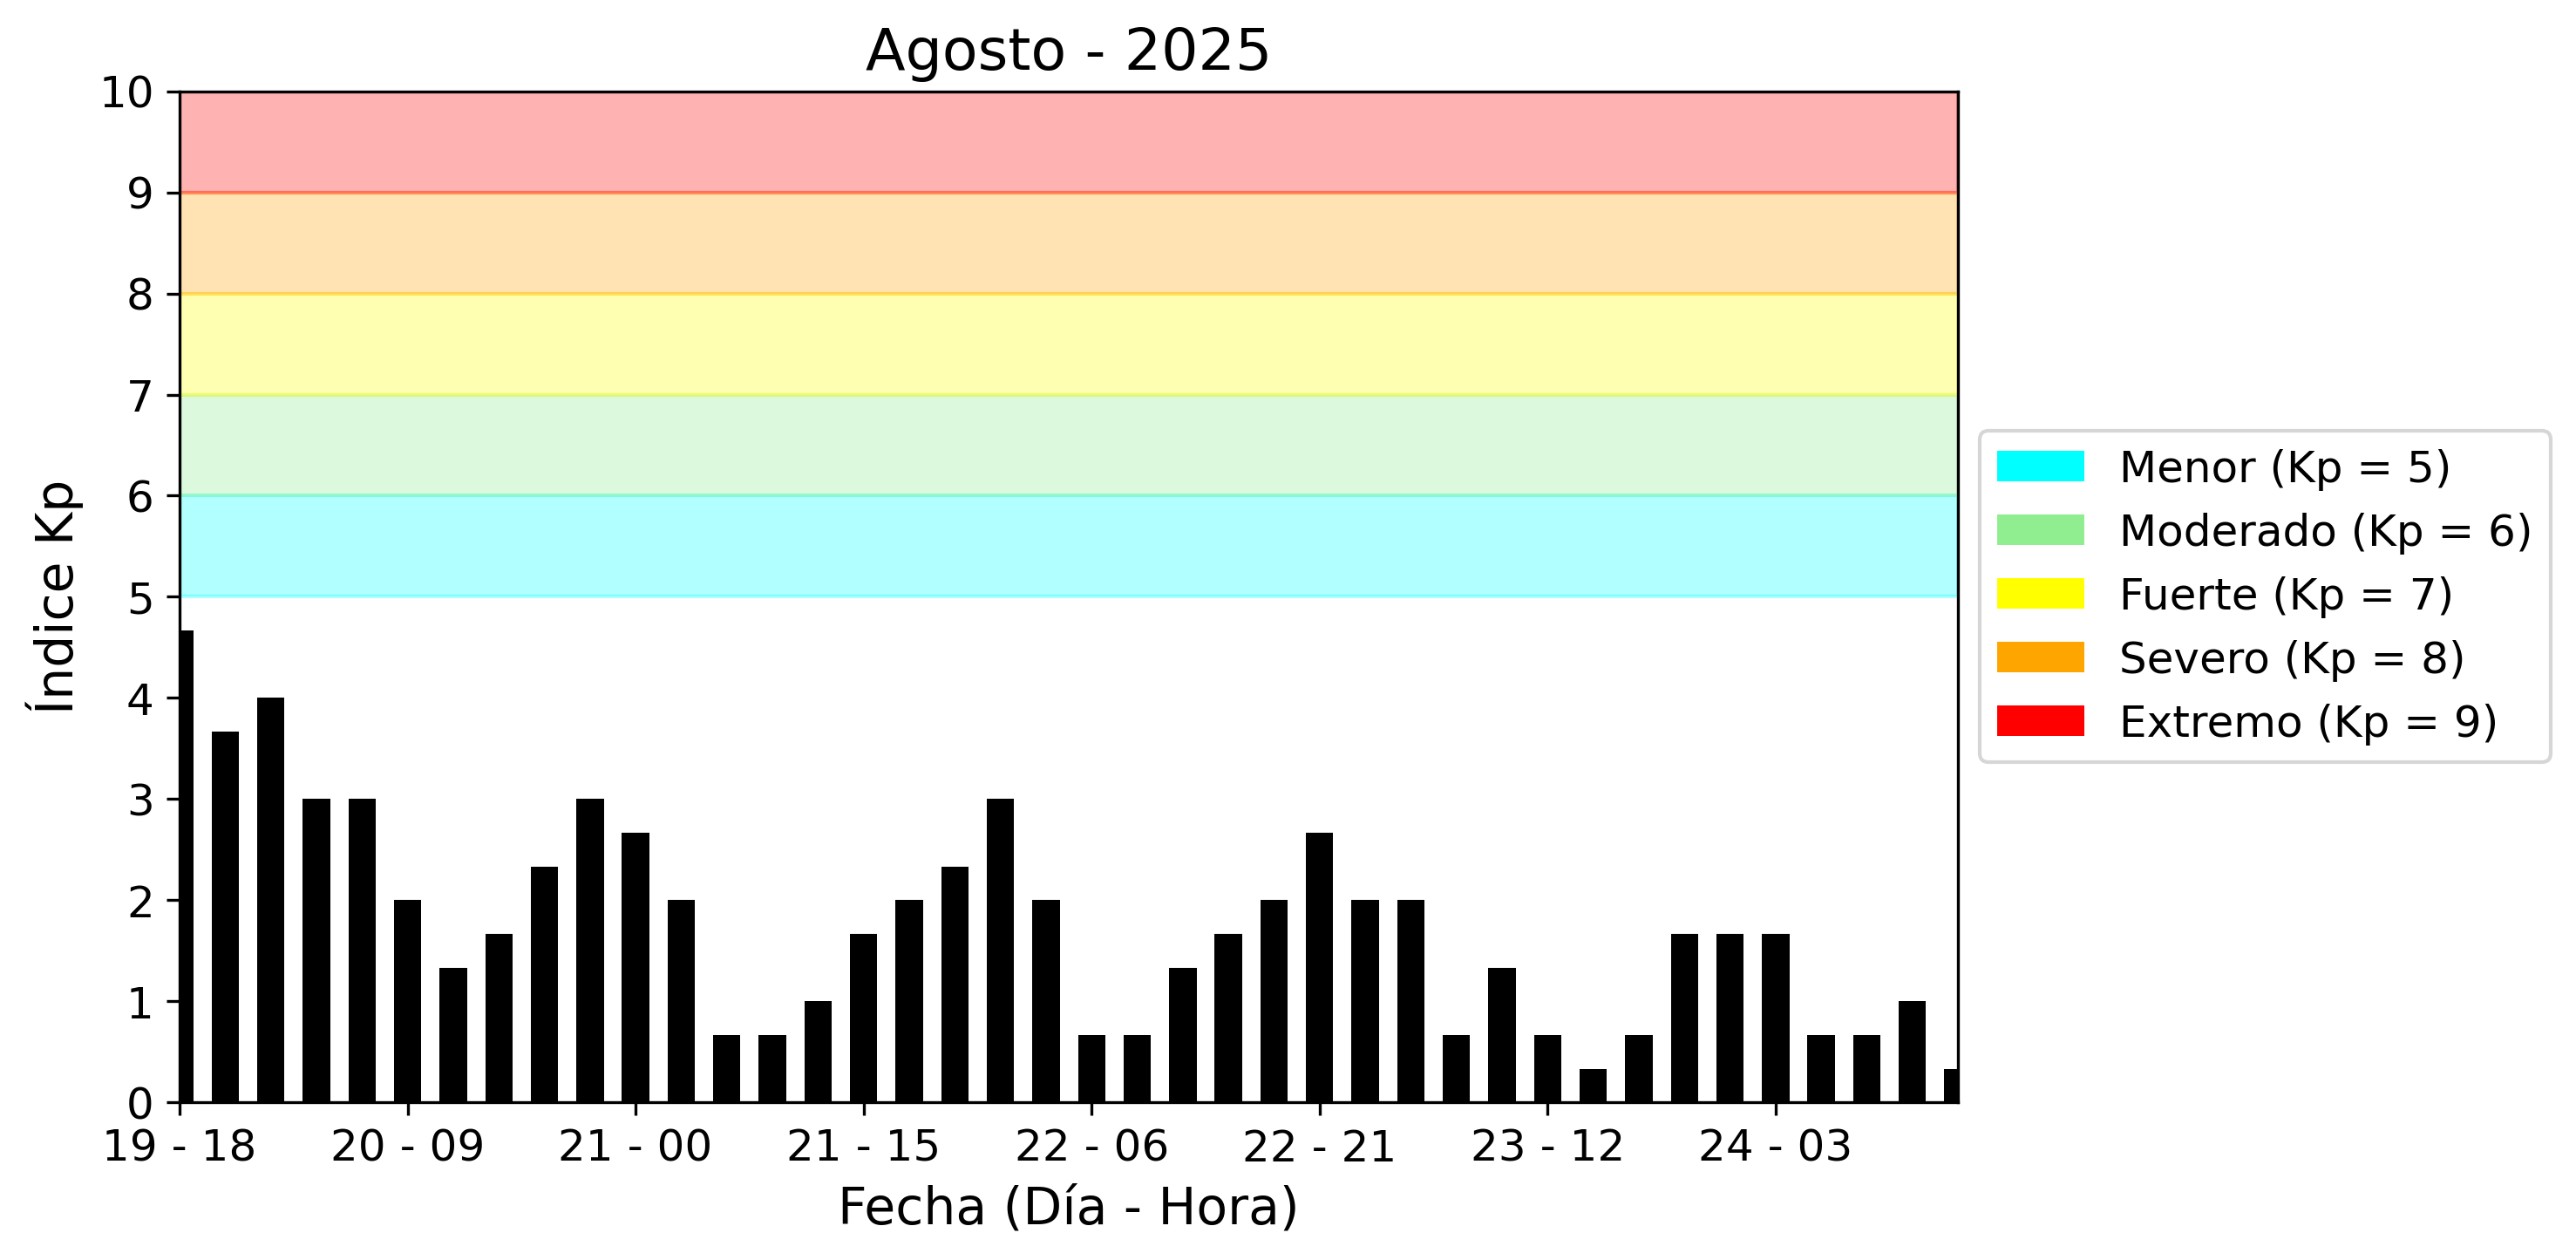 Agosto - 2025
10
9
8
7
6
5
4
3
2
1
0
Índice Kp
19 - 18
20 - 09
21 - 00
21 - 15
22 - 06
22 - 21
23 - 12
24 - 03
Fecha (Día - Hora)
Menor (Kp = 5)
Moderado (Kp = 6)
Fuerte (Kp = 7)
Severo (Kp = 8)
Extremo (Kp = 9)